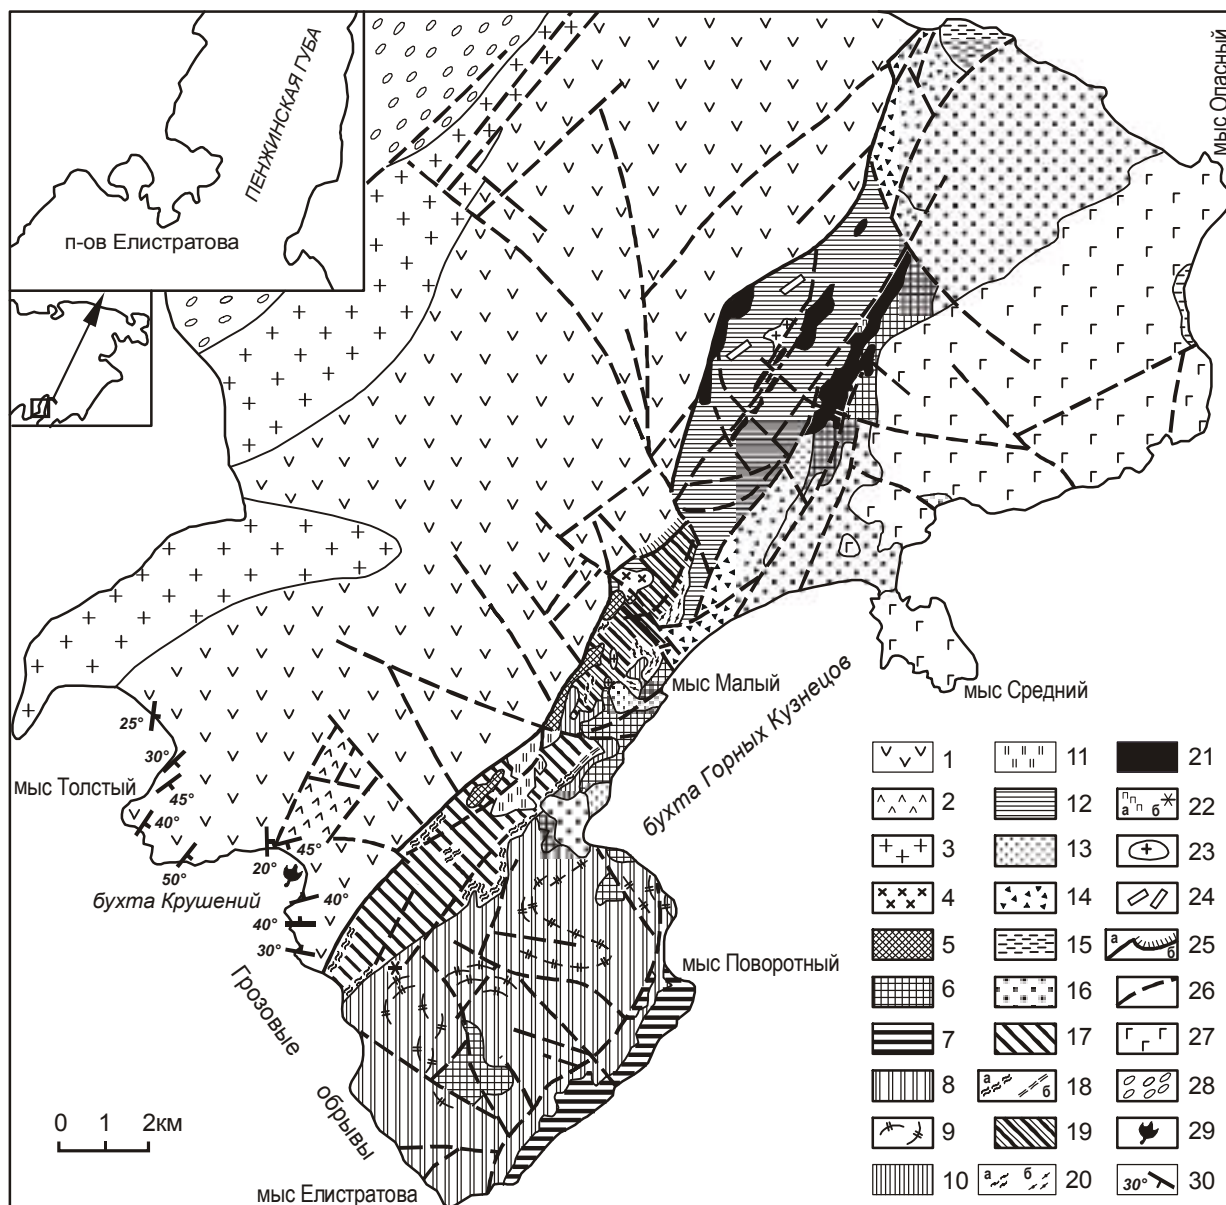 ПЕНЖИНСКАЯ ГУБА
п-ов Елистратова
мыс Опасный
мыс Малый
мыс Средний
бухта Горных Кузнецов
25°
30°
мыс Толстый
45°
40°
50°
20°
45°
бухта Крушений
40°
40°
30°
мыс Поворотный
Грозовые
обрывы
мыс Елистратова
0 1 2км
1 11 21
2 12 а б 22
3 13 23
4 14 24
5 15 а б 25
6 16 26
7 17 27
8 а б 18 28
9 19 29
10 а б 20 30° 30